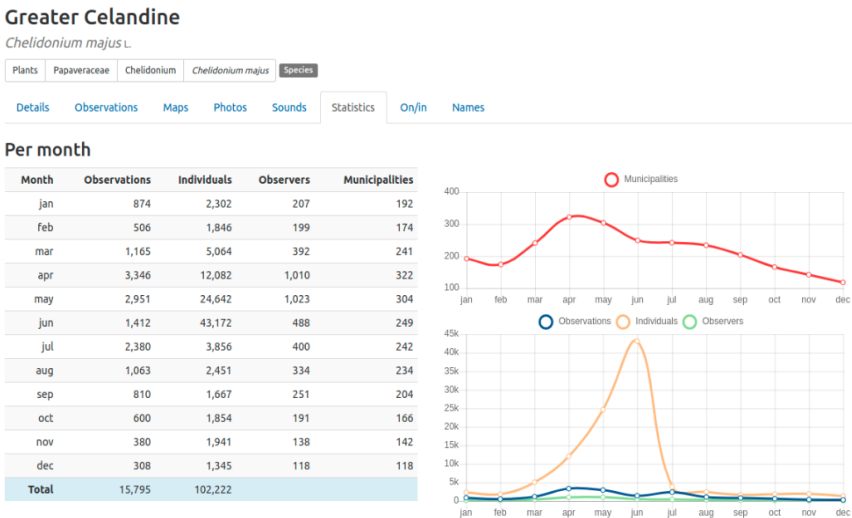 Greater Celandine
Chelidonium majus L.
Plants Papaveraceae Chelidonium Chelidonium majus Species
Details Observations Maps Photos Sounds Statistics On/in Names
Per month
Month Observations Individuals Observers Municipalities
jan 874 2,302 207 192
feb 506 1,846 199 174
mar 1,165 5,064 392 241
apr 3,346 12,082 1,010 322
may 2,951 24,642 1,023 304
jun 1,412 43,172 488 249
jul 2,380 3,856 400 242
aug 1,063 2,451 334 234
sep 810 1,667 251 204
oct 600 1,854 191 166
nov 380 1,941 138 142
dec 308 1,345 118 118
Total 15,795 102,222
Municipalities
400
300
200
100
jan feb mar apr may jun jul aug sep oct nov dec
Observations Individuals Observers
45k
40k
35k
30k
25k
20k
15k
10k
5k
0
jan feb mar apr may jun jul aug sep oct nov dec